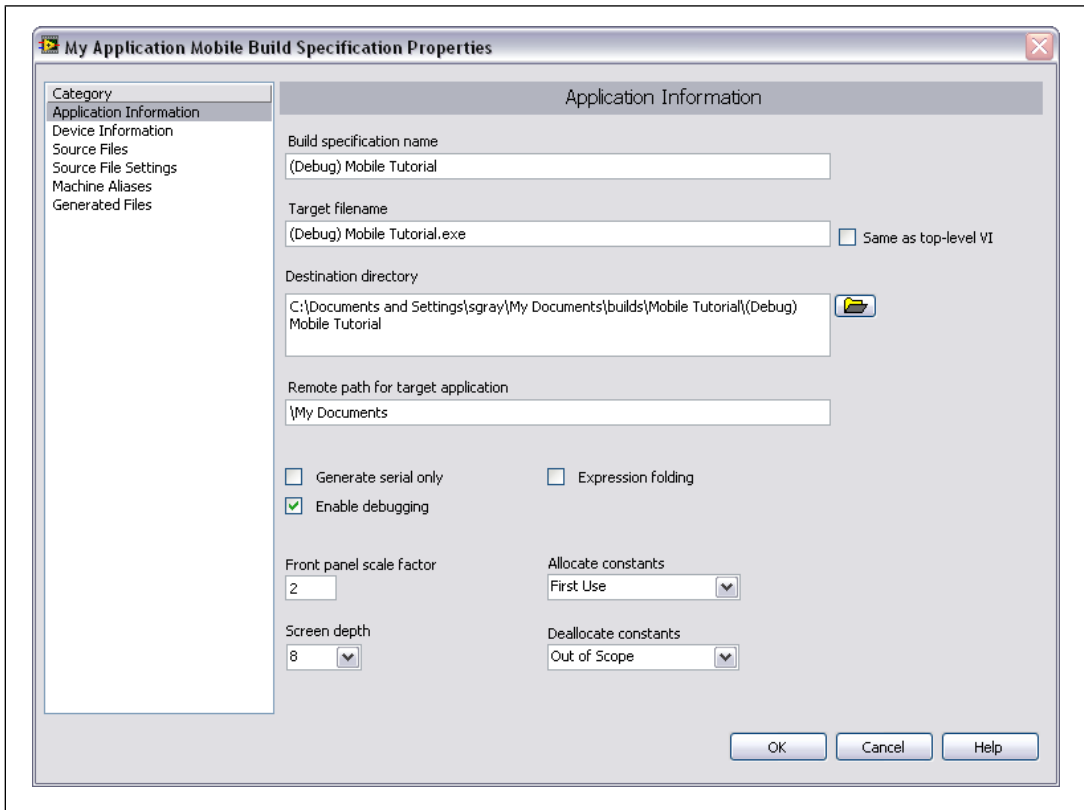 My Application Mobile Build Specification Properties
Category
Application Information
Device Information
Source Files
Source File Settings
Machine Aliases
Generated Files
Application Information
Build specification name
(Debug) Mobile Tutorial
Target filename
(Debug) Mobile Tutorial.exe
Same as top-level VI
Destination directory
C:\Documents and Settings\sgray\My Documents\builds\Mobile Tutorial\(Debug)
Mobile Tutorial
Remote path for target application
\My Documents
Generate serial only
Expression folding
Enable debugging
Front panel scale factor
2
Allocate constants
First Use
Screen depth
8
Deallocate constants
Out of Scope
OK
Cancel
Help